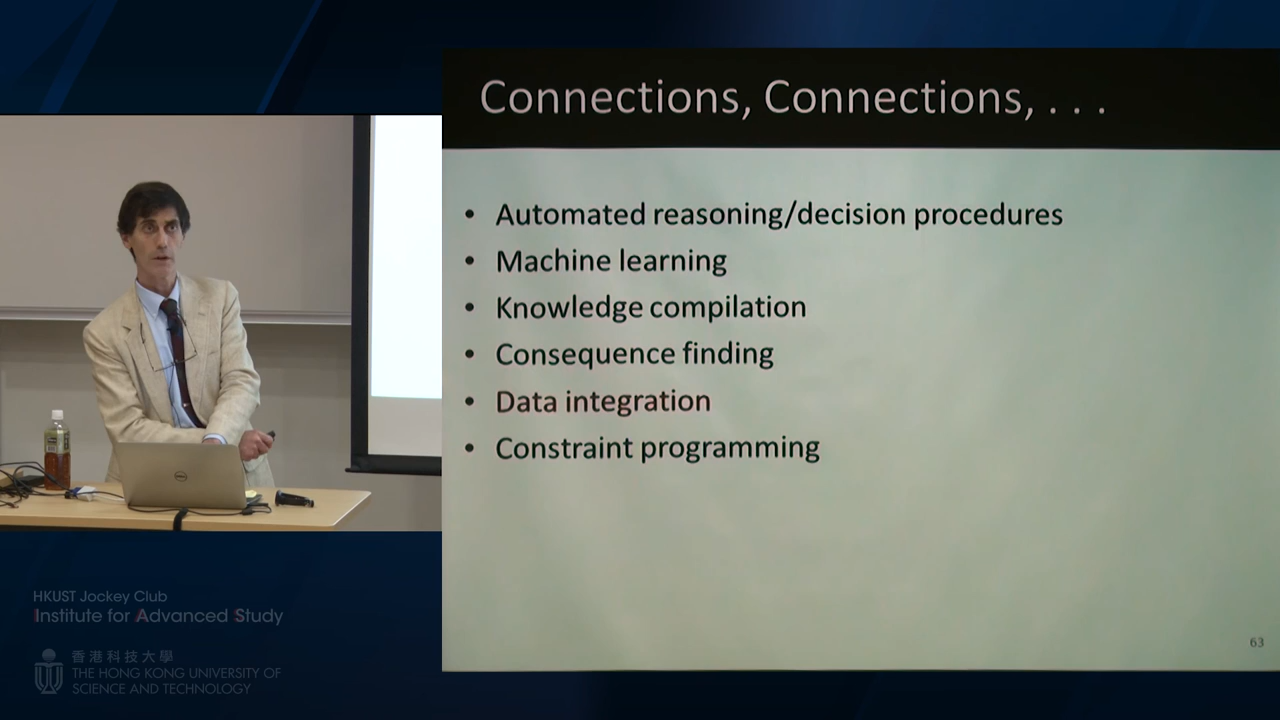 Connections, Connections, . . .
• Automated reasoning/decision procedures
• Machine learning
• Knowledge compilation
• Consequence finding
• Data integration
• Constraint programming
63
HKUST Jockey Club
Institute for Advanced Study
香港科技大學
THE HONG KONG UNIVERSITY OF
SCIENCE AND TECHNOLOGY